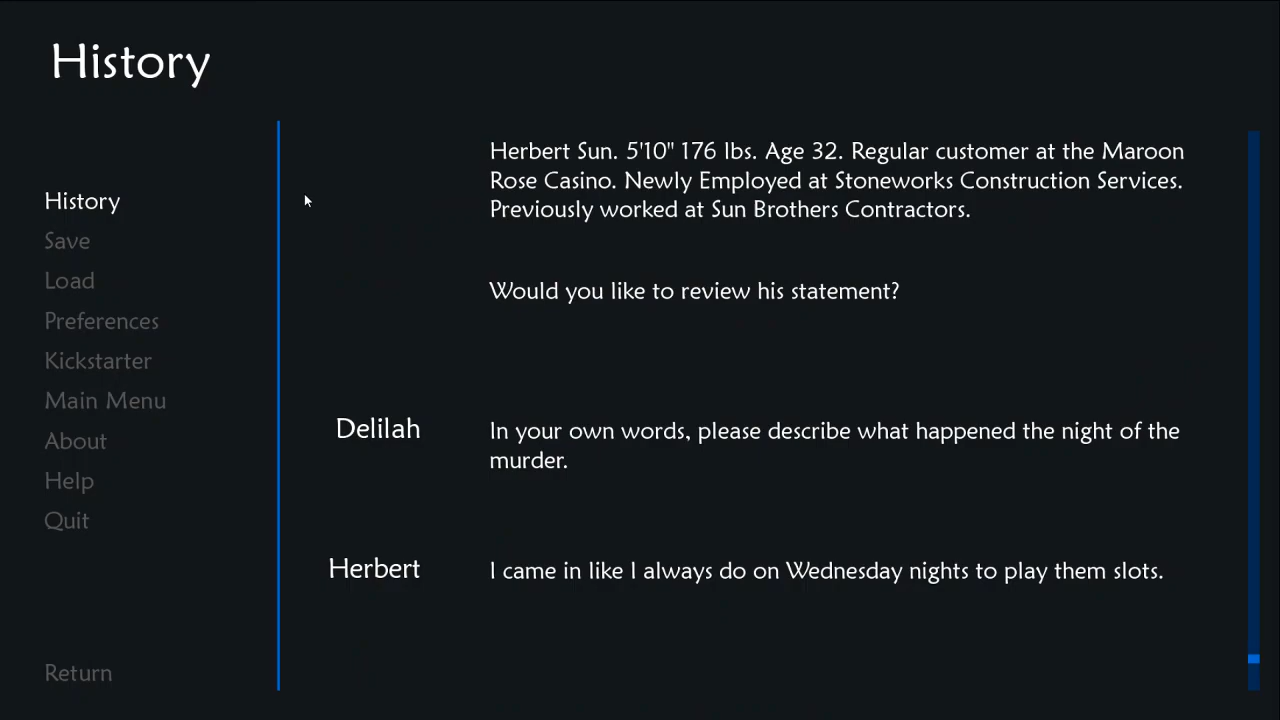 History
History
Save
Load
Preferences
Kickstarter
Main Menu
About
Help
Quit
Return
Herbert Sun. 5'10" 176 lbs. Age 32. Regular customer at the Maroon
Rose Casino. Newly Employed at Stoneworks Construction Services.
Previously worked at Sun Brothers Contractors.
Would you like to review his statement?
Delilah
In your own words, please describe what happened the night of the
murder.
Herbert
I came in like I always do on Wednesday nights to play them slots.